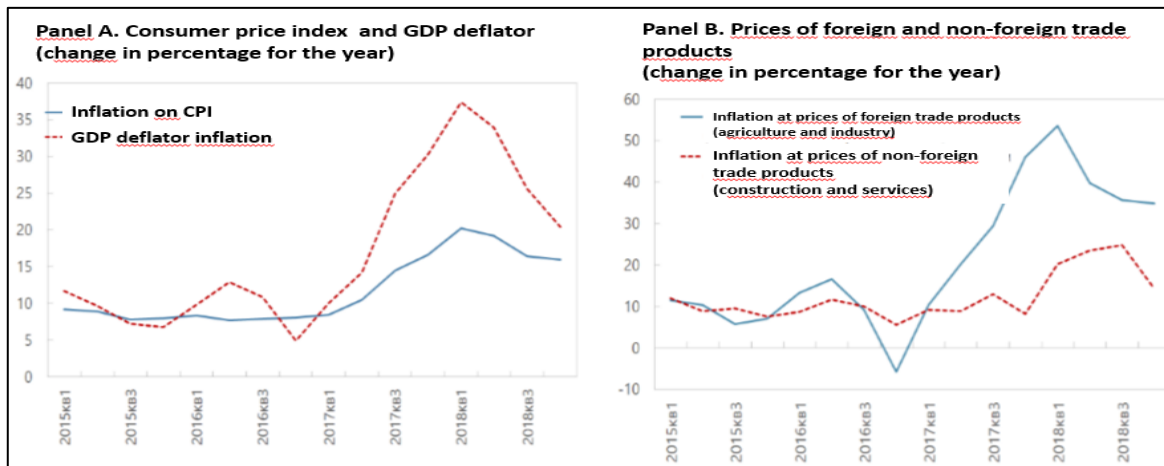 Panel A. Consumer price index and GDP deflator
(change in percentage for the year)
40
35
30
25
20
15
10
5
0
Inflation on CPI
GDP deflator inflation
2015кв1
2015кв3
2016кв1
2016кв3
2017кв1
2017кв3
2018кв1
2018кв3
Panel B. Prices of foreign and non-foreign trade
products
(change in percentage for the year)
60
50
40
30
20
10
0
-10
Inflation at prices of foreign trade products
(agriculture and industry)
Inflation at prices of non-foreign
trade products
(construction and services)
2015кв1
2015кв3
2016кв1
2016кв3
2017кв1
2017кв3
2018кв1
2018кв3